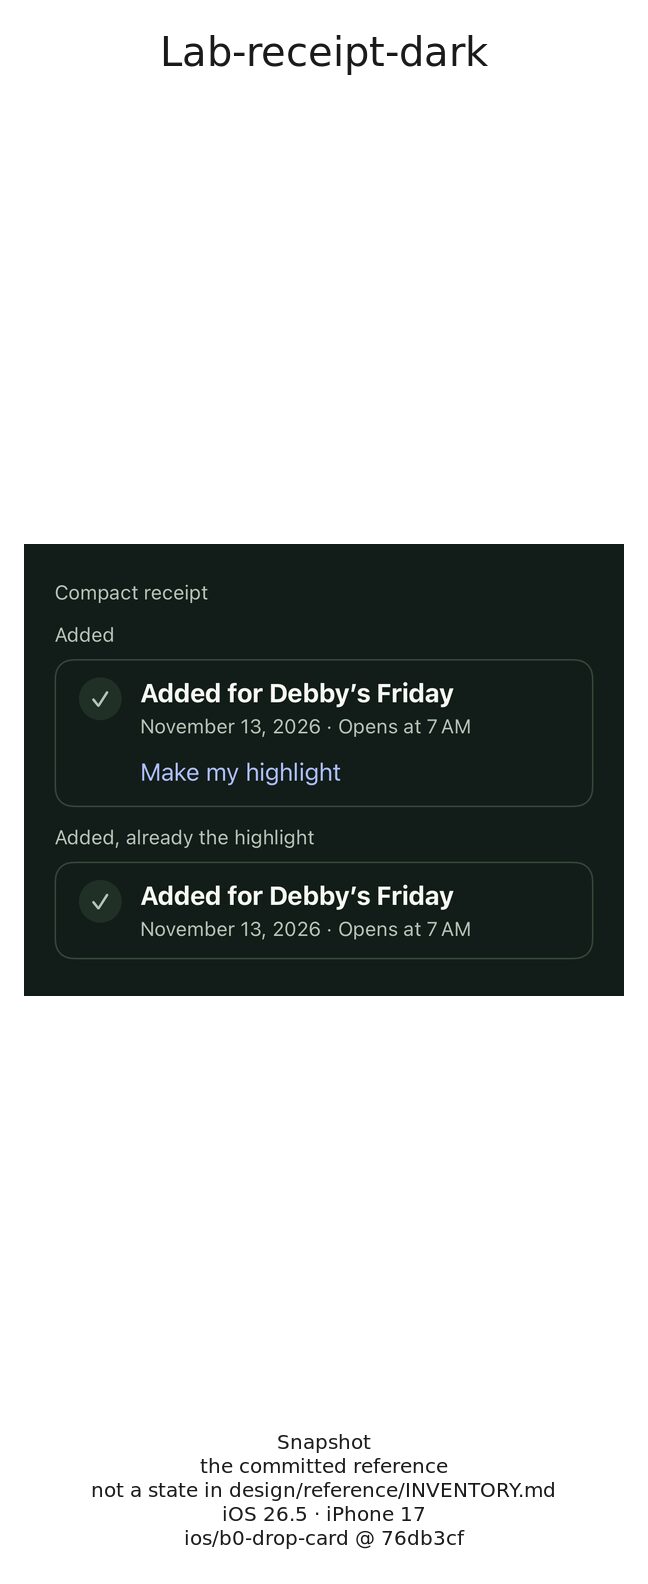 Lab-receipt-dark
Compact receipt
Added
Added for Debby’s Friday
November 13, 2026 · Opens at 7 AM
Make my highlight
Added, already the highlight
Added for Debby’s Friday
November 13, 2026 · Opens at 7 AM
Snapshot
the committed reference
not a state in design/reference/INVENTORY.md
iOS 26.5 · iPhone 17
ios/b0-drop-card @ 76db3cf